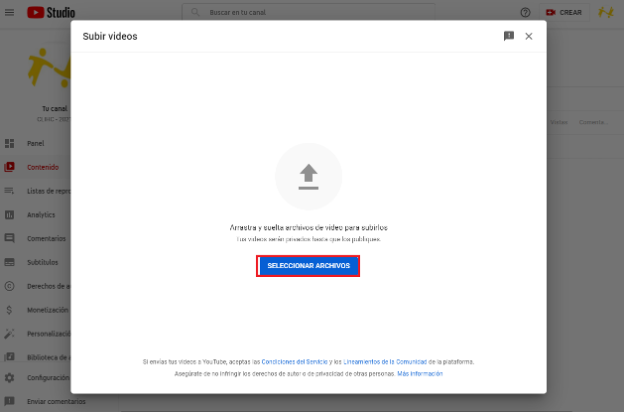 Studio
Buscar en tu canal
CREAR
Subir videos
Tu canal
Panel
Contenido
Listas de repro
Analytics
Comentarios
Subtítulos
Derechos de a
Monetización
Personalizació
Biblioteca de
Configuración
Enviar comentarios
Visitas Comenta...
Arrastra y suelta archivos de video para subirlos
Tus videos serán privados hasta que los publiques.
SELECCIONAR ARCHIVOS
Si envías tus videos a YouTube, aceptas las Condiciones del Servicio y los Lineamientos de la Comunidad de la plataforma.
Asegúrate de no infringir los derechos de autor o de privacidad de otras personas. Más información